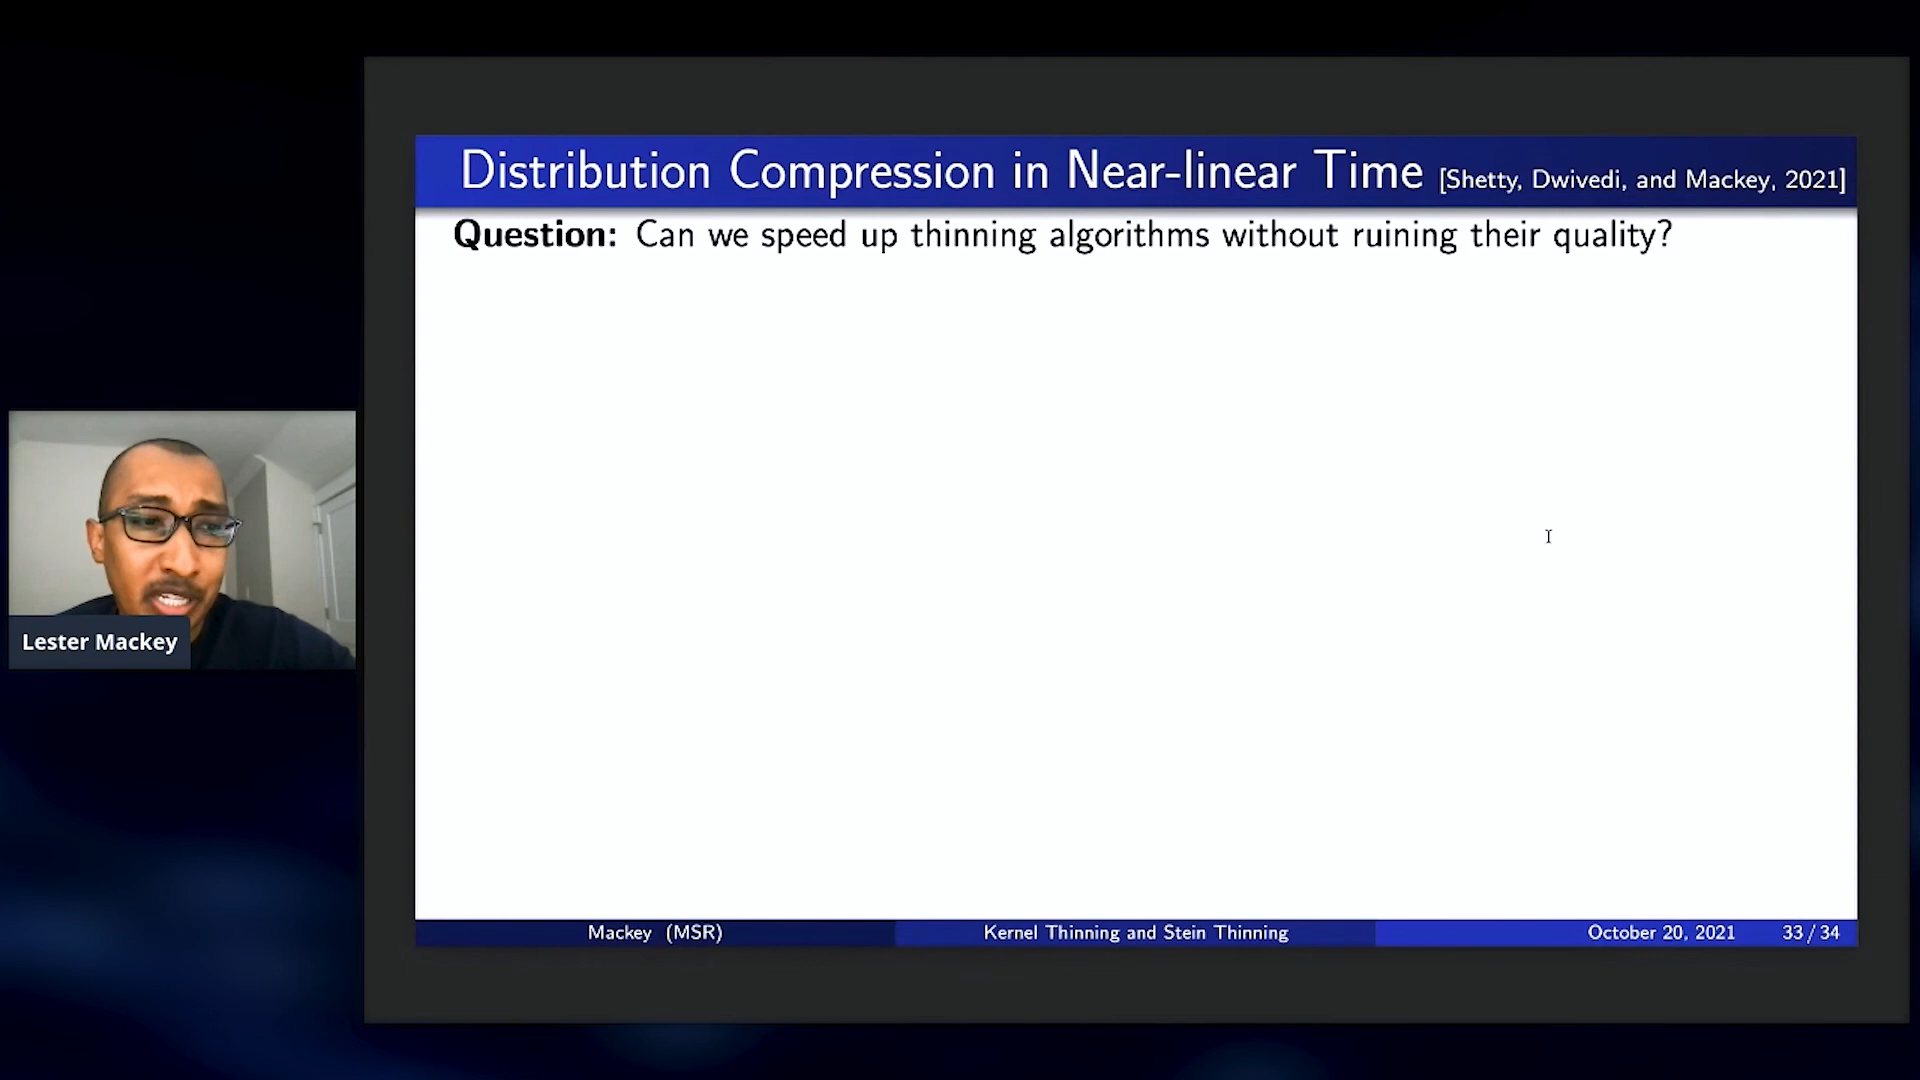 Distribution Compression in Near-linear Time [Shetty, Dwivedi, and Mackey, 2021]
Question: Can we speed up thinning algorithms without ruining their quality?
Lester Mackey
Mackey (MSR) Kernel Thinning and Stein Thinning October 20, 2021 33 / 34